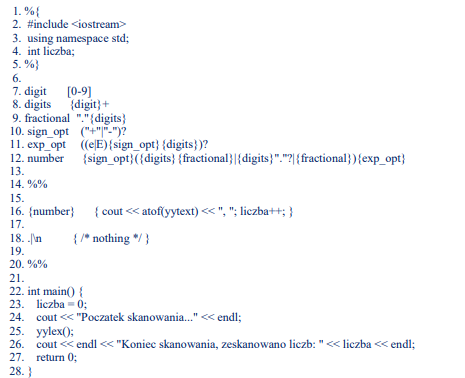 1. %{
2. #include <iostream>
3. using namespace std;
4. int liczba;
5. %}
6.
7. digit [0-9]
8. digits {digit}+
9. fractional "."{digits}
10. sign_opt ("+"|"-")?
11. exp_opt ((e|E){sign_opt}{digits})?
12. number {sign_opt}({digits}{fractional}|{digits}"."?|{fractional}){exp_opt}
13.
14. %%
15.
16. {number} { cout << atof(yytext) << ", "; liczba++; }
17.
18. .|\n { /* nothing */ }
19.
20. %%
21.
22. int main() {
23. liczba = 0;
24. cout << "Poczatek skanowania..." << endl;
25. yylex();
26. cout << endl << "Koniec skanowania, zeskanowano liczb: " << liczba << endl;
27. return 0;
28. }